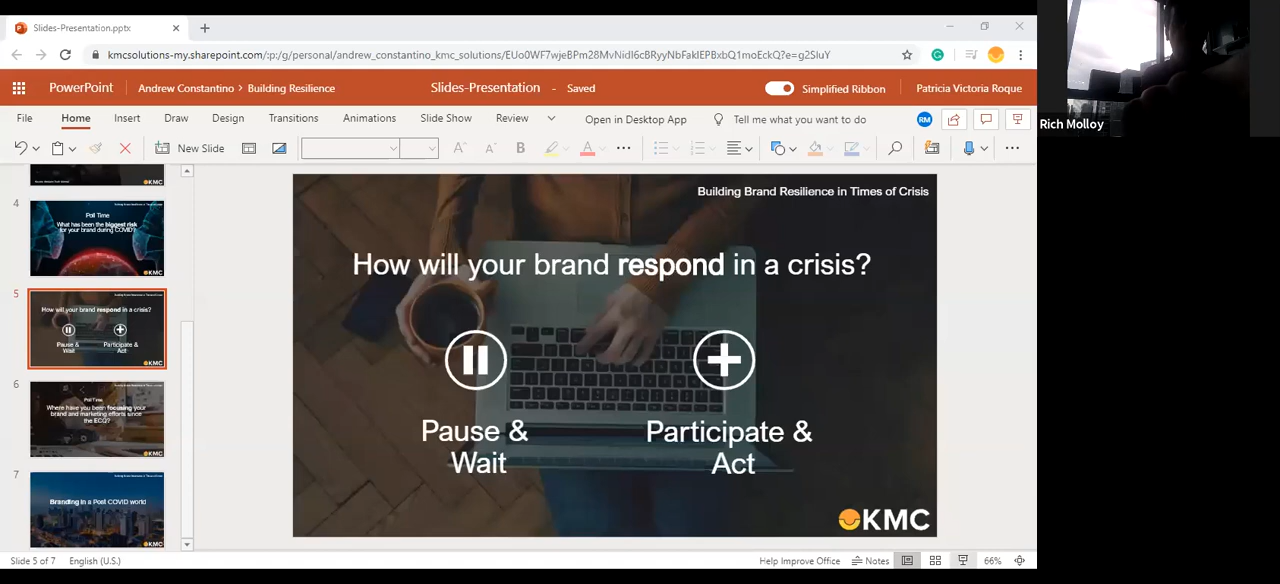 Slides-Presentation.pptx
kmcsolutions-my.sharepoint.com/:p:/g/personal/andrew_constantino_kmc_solutions/EUo0WF7wjeBPm28MvNidI6cBRyyNbFakIEPBxbQ1moEckQ?e=g2SIuY
PowerPoint Andrew Constantino > Building Resilience Slides-Presentation - Saved Simplified Ribbon Patricia Victoria Roque
File Home Insert Draw Design Transitions Animations Slide Show Review Open in Desktop App Tell me what you want to do RM
New Slide
Rich Molloy
KMC
4
Poll Time
What has been the biggest risk
for your brand during COVID?
KMC
5
How will your brand respond in a crisis?
Pause &
Wait
Participate &
Act
KMC
6
Poll Time
Where have you been focusing your
brand and marketing efforts since
the ECQ?
KMC
7
Branding in a Post COVID world
KMC
Building Brand Resilience in Times of Crisis
How will your brand respond in a crisis?
Pause &
Wait
Participate &
Act
KMC
Slide 5 of 7 English (U.S.) Help Improve Office Notes 66%